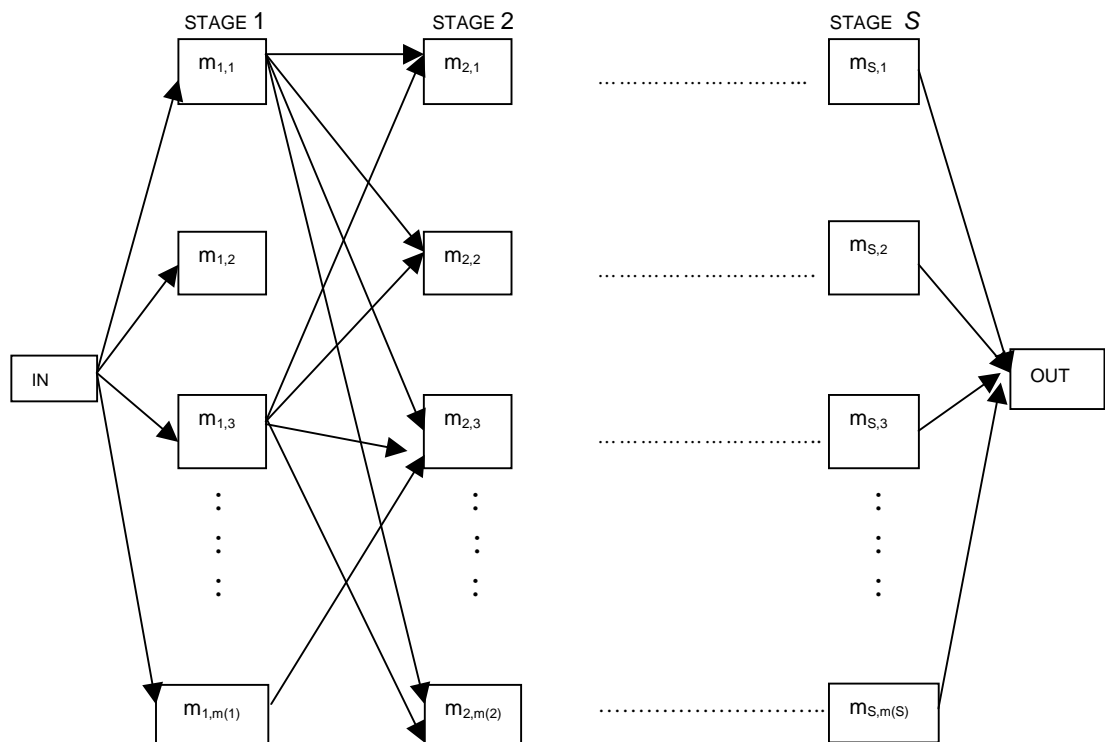 STAGE 1 STAGE 2 STAGE S
m1,1 m2,1 ................................ mS,1
m1,2 m2,2 ................................ mS,2
IN OUT
m1,3 m2,3 ................................ mS,3
m1,m(1) m2,m(2) ................................ mS,m(S)